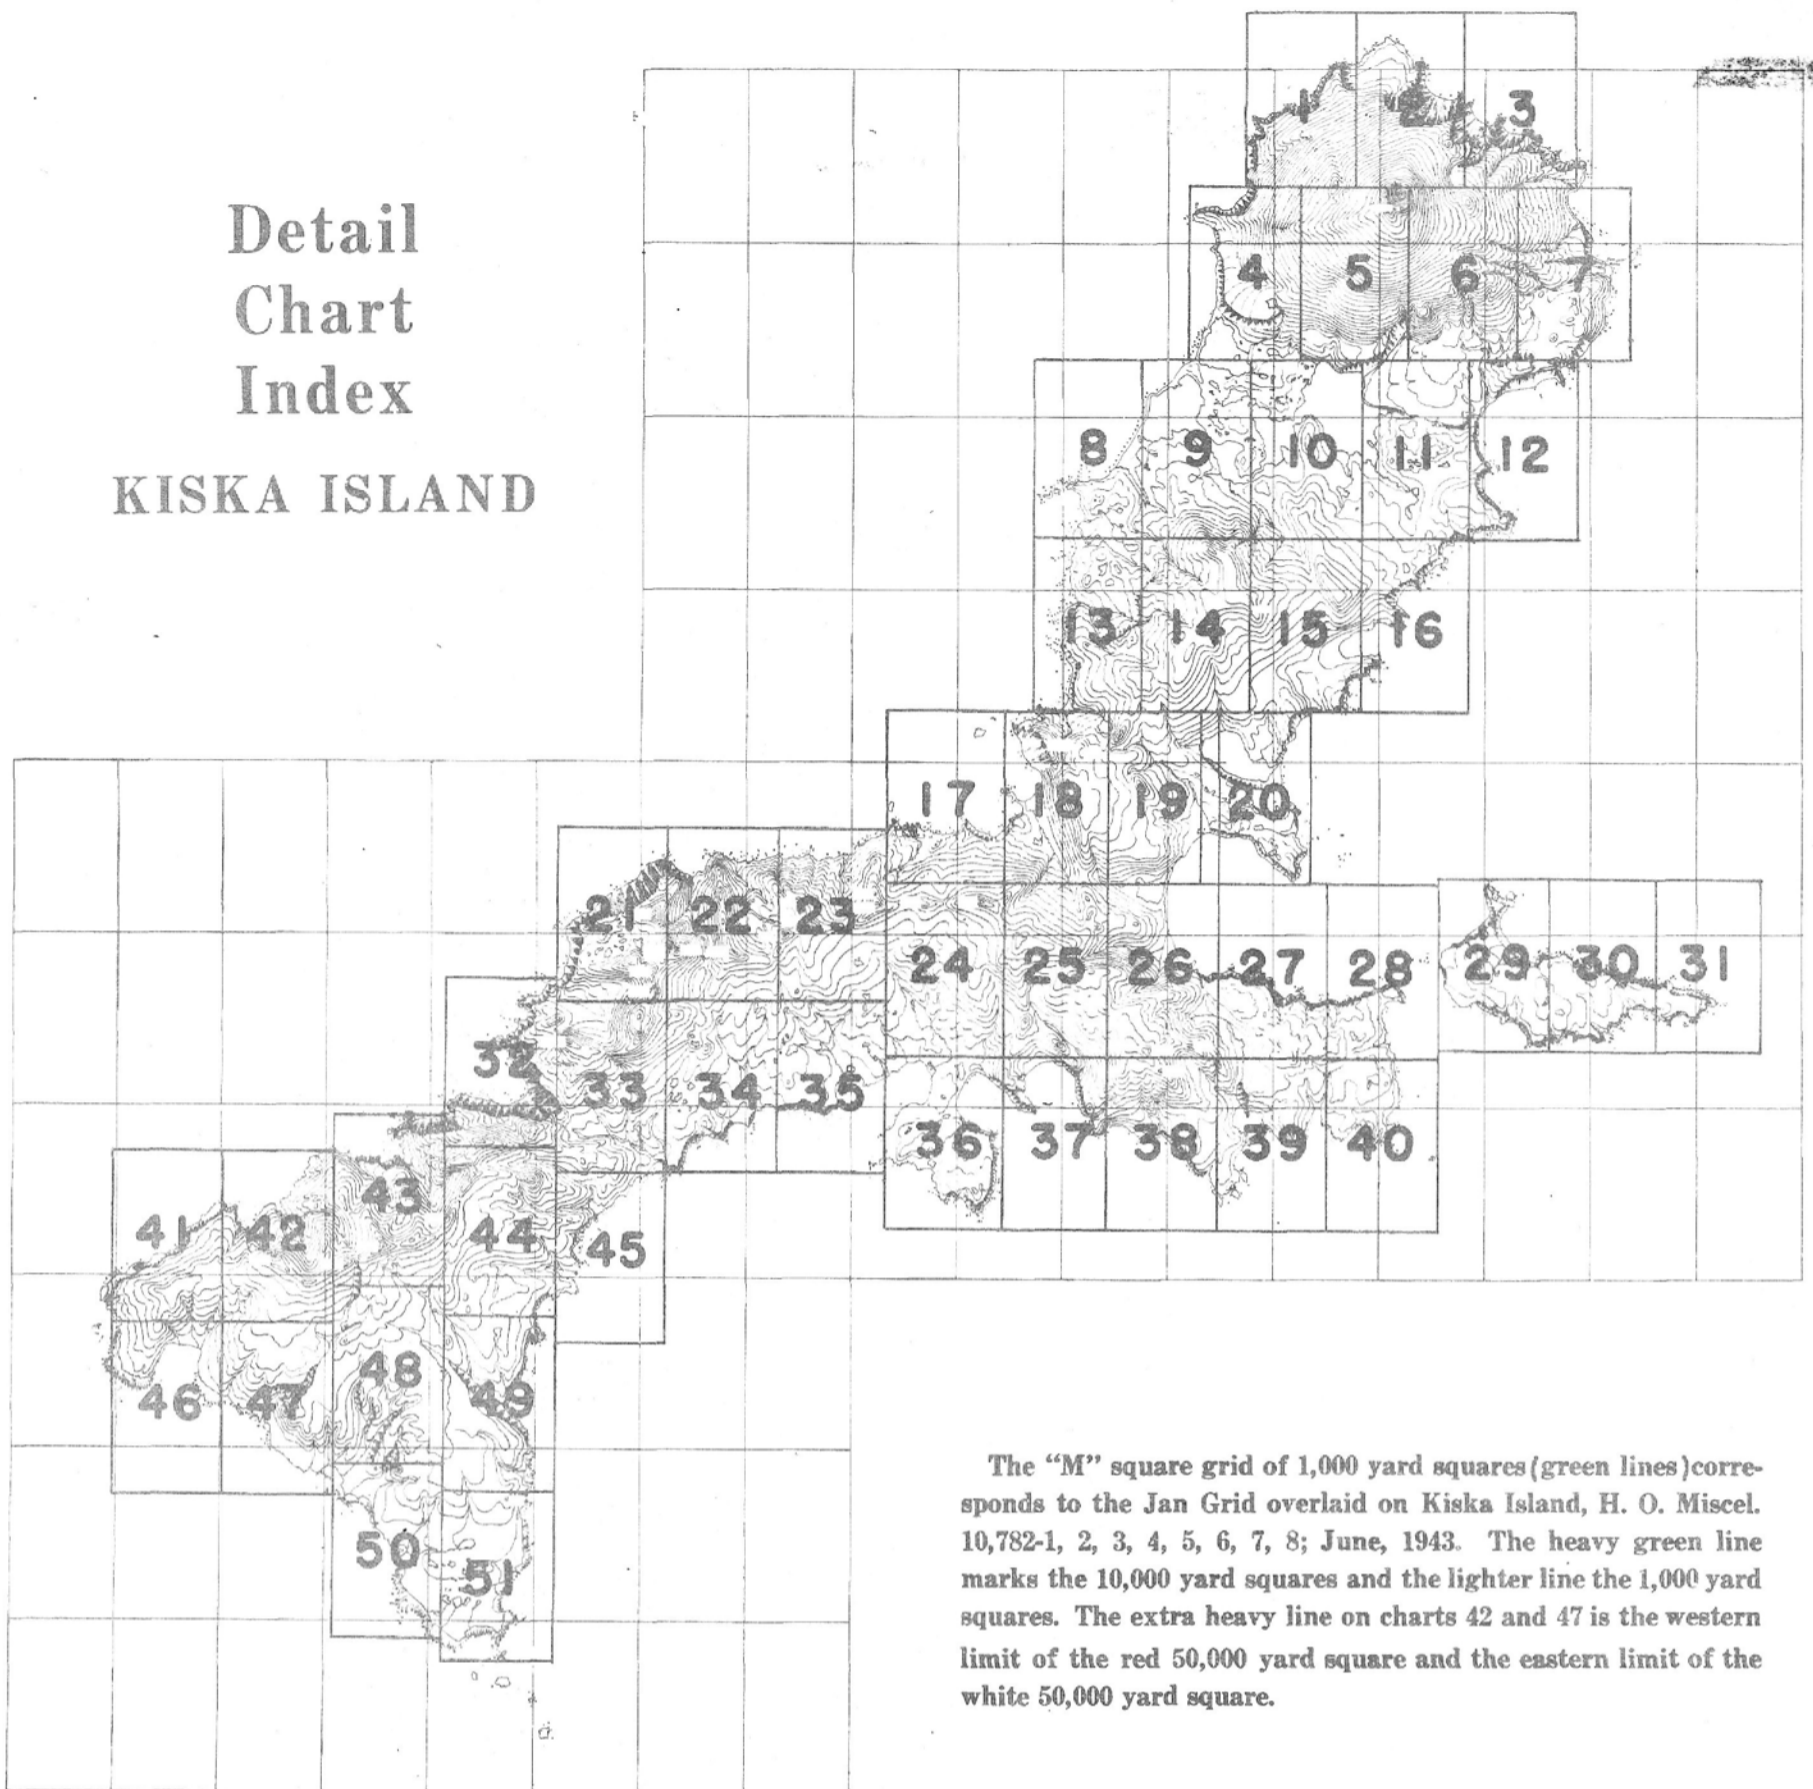 Detail
Chart
Index
KISKA ISLAND
1 2 3
4 5 6 7
8 9 10 11 12
13 14 15 16
17 18 19 20
21 22 23
24 25 26 27 28
29 30 31
32
33 34 35
36 37 38 39 40
41 42 43 44 45
46 47 48 49
50 51
The “M” square grid of 1,000 yard squares (green lines) corre-
sponds to the Jan Grid overlaid on Kiska Island, H. O. Miscel.
10,782-1, 2, 3, 4, 5, 6, 7, 8; June, 1943. The heavy green line
marks the 10,000 yard squares and the lighter line the 1,000 yard
squares. The extra heavy line on charts 42 and 47 is the western
limit of the red 50,000 yard square and the eastern limit of the
white 50,000 yard square.